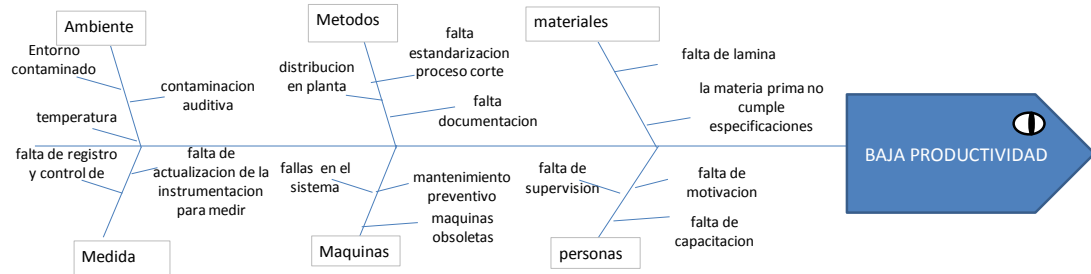 Ambiente
Entorno
contaminado
contaminacion
auditiva
temperatura
Metodos
falta
estandarizacion
proceso corte
distribucion
en planta
falta
documentacion
materiales
falta de lamina
la materia prima no
cumple
especificaciones
BAJA PRODUCTIVIDAD
falta de registro
y control de
falta de
actualizacion de la
instrumentacion
para medir
Medida
fallas en el
sistema
mantenimiento
preventivo
maquinas
obsoletas
Maquinas
falta de
supervision
falta de
motivacion
falta de
capacitacion
personas